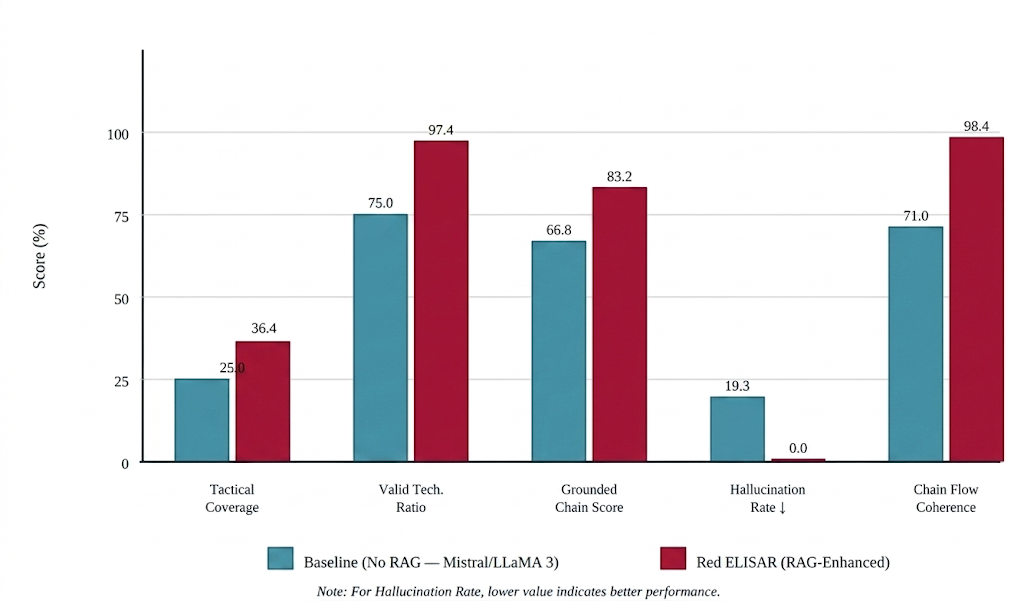 Score (%)
100
75
50
25
0
25.0
36.4
75.0
97.4
66.8
83.2
19.3
0.0
71.0
98.4
Tactical
Coverage
Valid Tech.
Ratio
Grounded
Chain Score
Hallucination
Rate ↓
Chain Flow
Coherence
Baseline (No RAG — Mistral/LLaMA 3)
Red ELISAR (RAG-Enhanced)
Note: For Hallucination Rate, lower value indicates better performance.